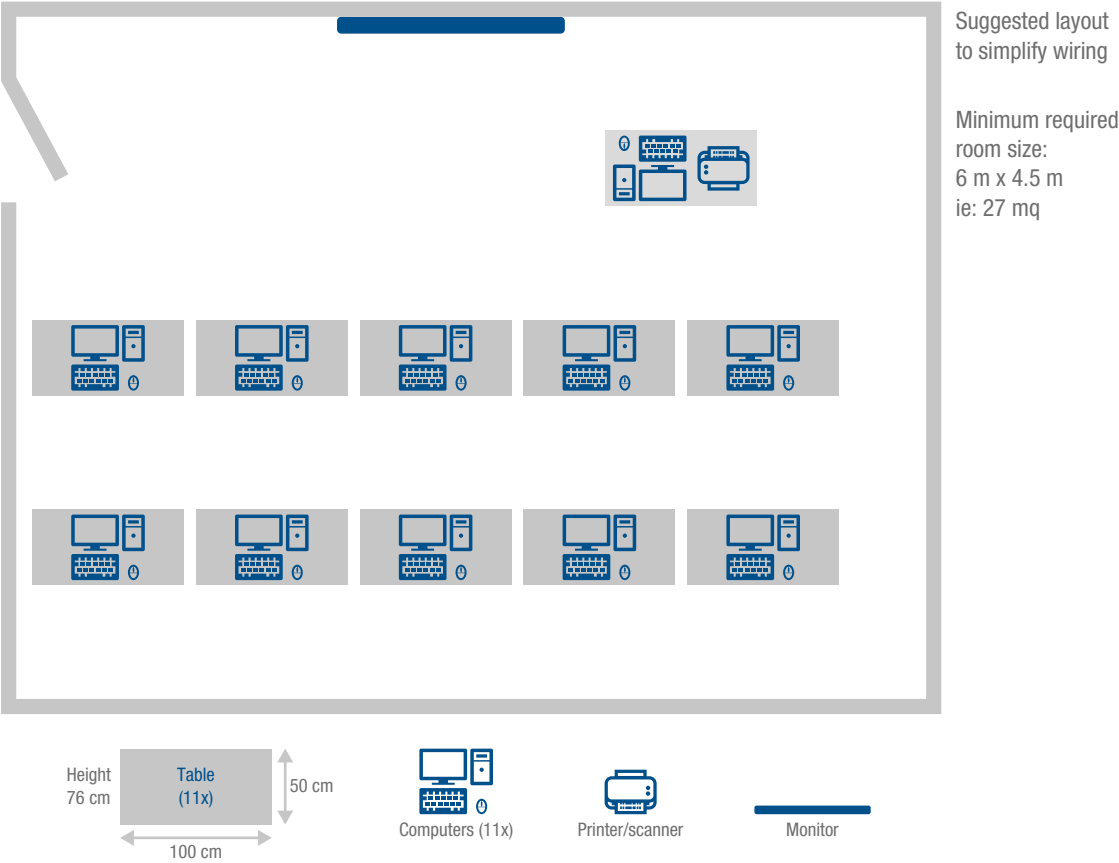 Suggested layout
to simplify wiring
Minimum required
room size:
6 m x 4.5 m
ie: 27 mq
Height
76 cm
Table
(11x)
50 cm
100 cm
Computers (11x)
Printer/scanner
Monitor